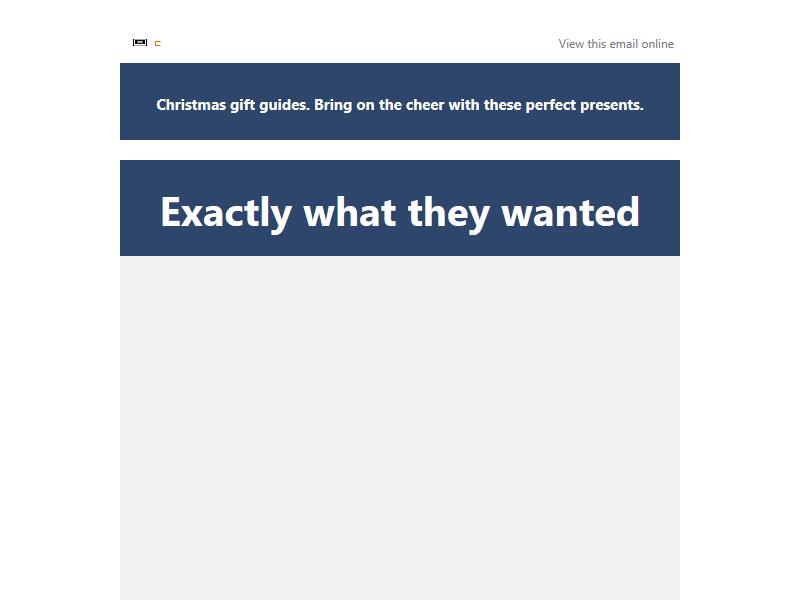 View this email online
Christmas gift guides. Bring on the cheer with these perfect presents.
Exactly what they wanted